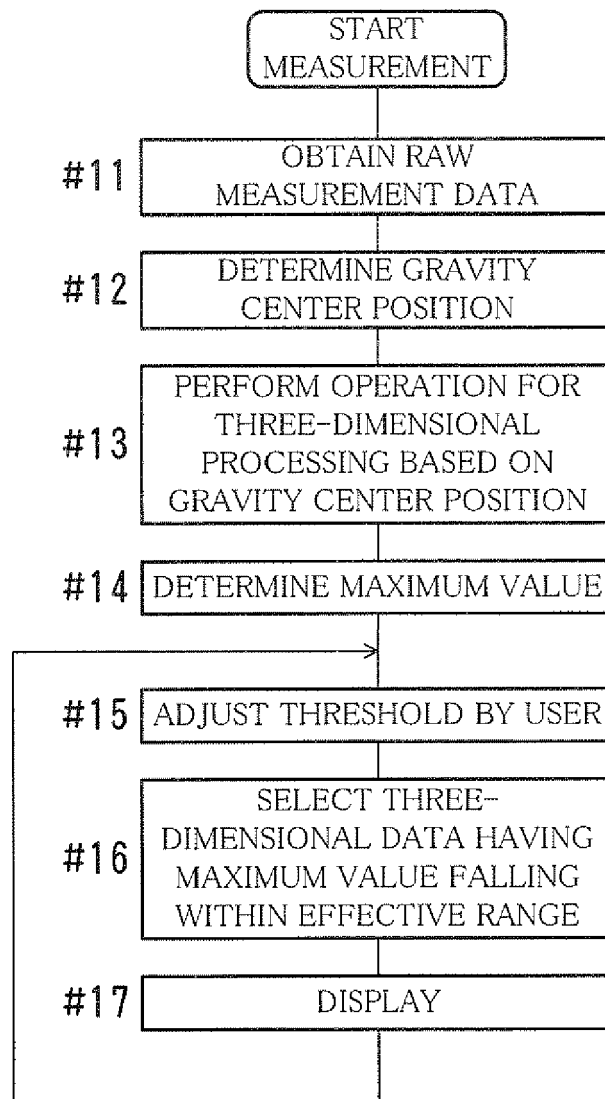 START
MEASUREMENT
#11
OBTAIN RAW
MEASUREMENT DATA
#12
DETERMINE GRAVITY
CENTER POSITION
#13
PERFORM OPERATION FOR
THREE-DIMENSIONAL
PROCESSING BASED ON
GRAVITY CENTER POSITION
#14
DETERMINE MAXIMUM VALUE
#15
ADJUST THRESHOLD BY USER
#16
SELECT THREE-
DIMENSIONAL DATA HAVING
MAXIMUM VALUE FALLING
WITHIN EFFECTIVE RANGE
#17
DISPLAY